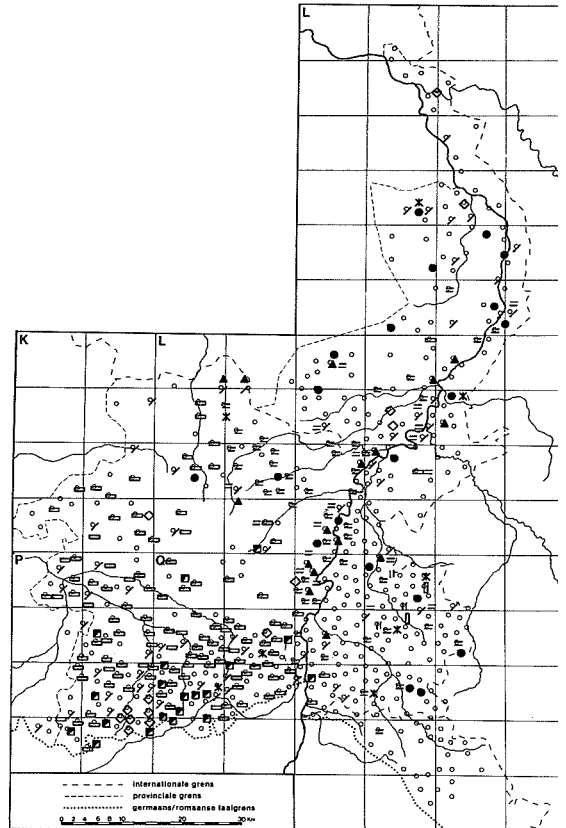 L
K
L
P
Q
internationale grens
provinciale grens
germaans/romaanse taalgrens
0 2 4 6 8 10 20 30 Km